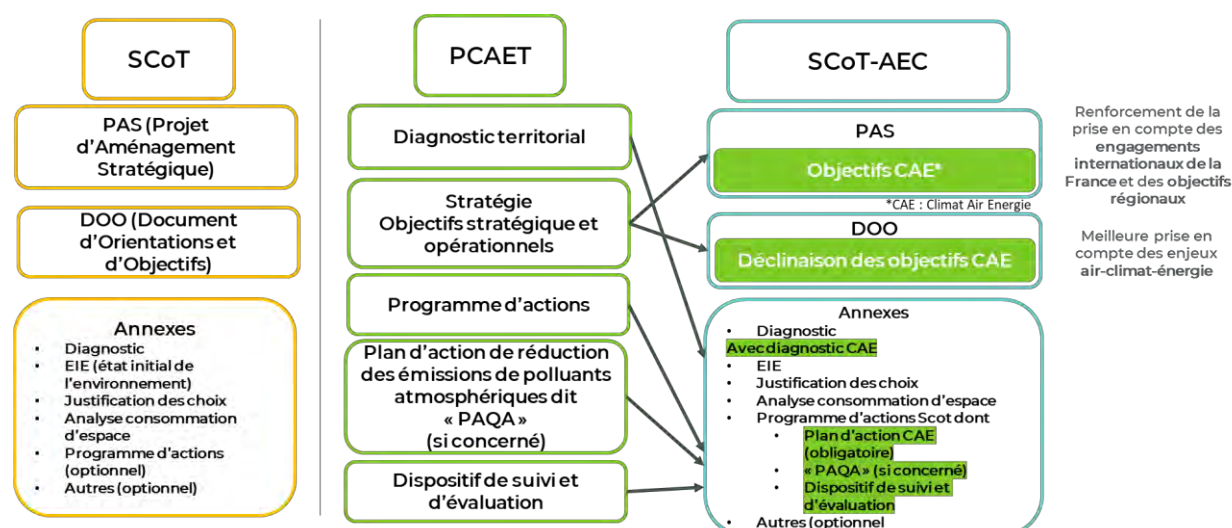 SCoT
PAS (Projet
d'Aménagement
Stratégique)
DOO (Document
d'Orientations et
d'Objectifs)
Annexes
• Diagnostic
• EIE (état initial de
l'environnement)
• Justification des choix
• Analyse consommation
d'espace
• Programme d'actions
(optionnel)
• Autres (optionnel)
PCAET
Diagnostic territorial
Stratégie
Objectifs stratégique et
opérationnels
Programme d'actions
Plan d'action de réduction
des émissions de polluants
atmosphériques dit
« PAQA »
(si concerné)
Dispositif de suivi et
d'évaluation
SCoT-AEC
PAS
Objectifs CAE*
*CAE : Climat Air Energie
DOO
Déclinaison des objectifs CAE
Annexes
• Diagnostic
Avec diagnostic CAE
• EIE
• Justification des choix
• Analyse consommation d'espace
• Programme d'actions Scot dont
• Plan d'action CAE
(obligatoire)
• « PAQA » (si concerné)
• Dispositif de suivi et
d'évaluation
• Autres (optionnel
Renforcement de la
prise en compte des
engagements
internationaux de la
France et des objectifs
régionaux
Meilleure prise en
compte des enjeux
air-climat-énergie